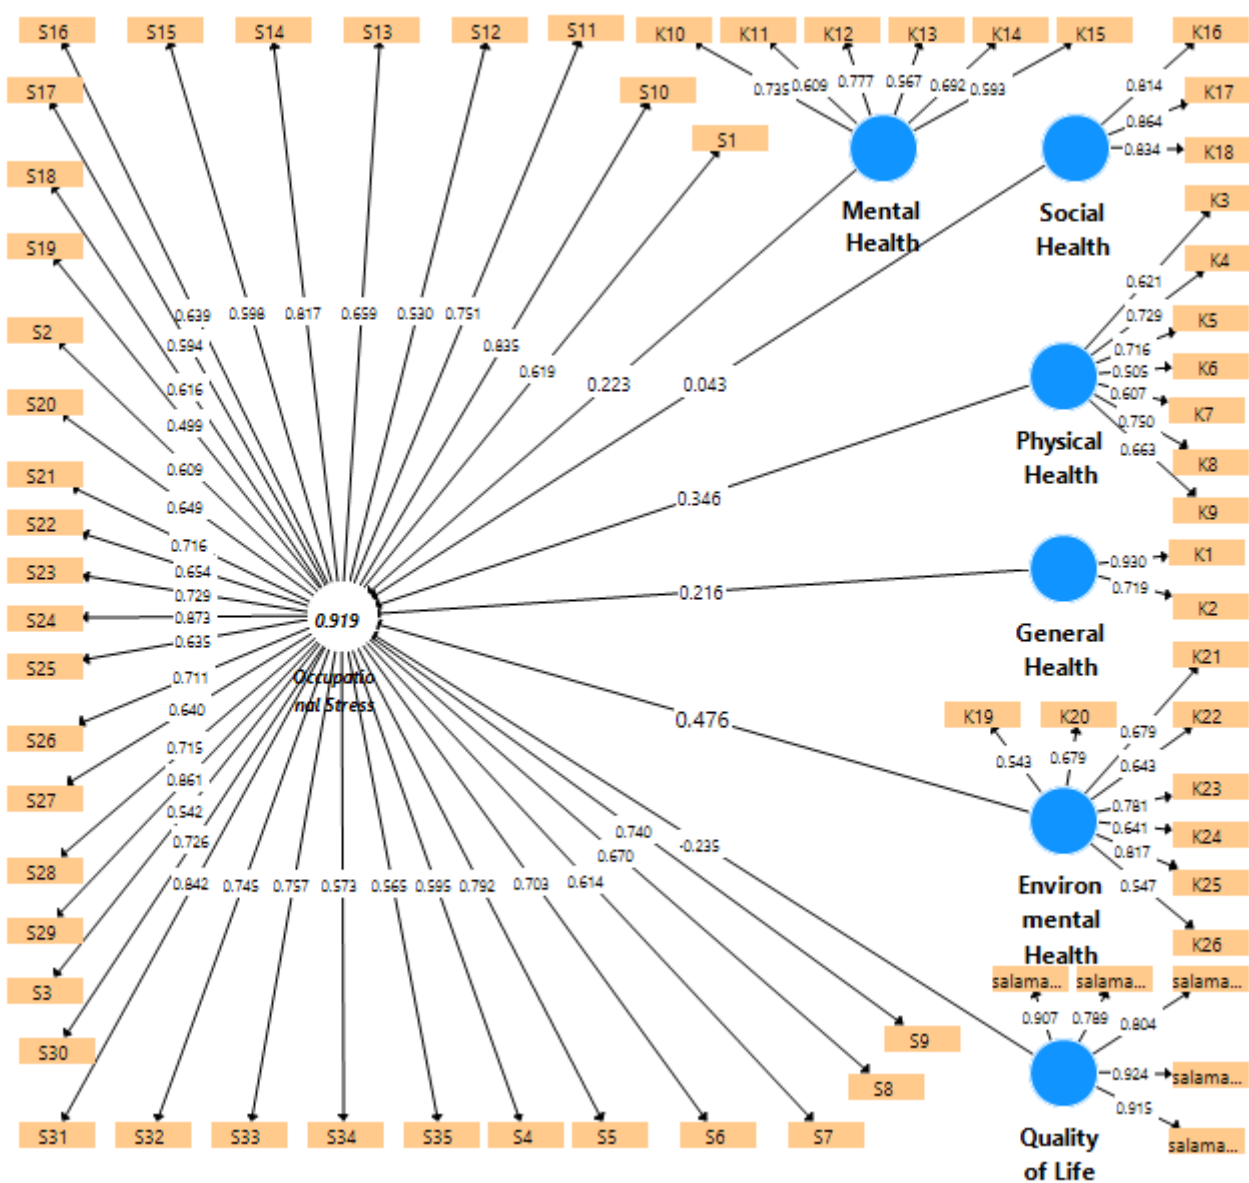 S16
S15
S14
S13
S12
S11
K10
K11
K12
K13
K14
K15
K16
S17
S10
0.735
0.609
0.777
0.567
0.692
0.593
0.814
K17
0.864
S1
0.834
K18
S18
Mental
Health
Social
Health
K3
S19
K4
0.621
0.639
0.598
0.817
0.659
0.530
0.751
0.729
K5
S2
0.594
0.835
0.716
0.619
K6
0.505
0.616
0.223
0.043
0.607
S20
K7
0.499
0.750
Physical
Health
0.663
K8
0.609
S21
0.346
0.649
K9
S22
0.716
K1
0.930
S23
0.654
0.719
0.729
0.216
K2
S24
0.873
0.919
0.635
General
Health
S25
Occupatio
nal Stress
0.711
K21
0.640
K19
K20
K22
S26
0.476
0.679
0.715
0.543
0.679
0.643
0.861
K23
S27
0.781
0.542
0.740
-0.235
0.641
K24
0.726
0.670
0.817
S28
0.842
0.745
0.757
0.573
0.565
0.595
0.792
0.703
0.614
Environ
mental
Health
0.547
K25
S29
K26
S3
salama...
salama...
salama...
0.907
0.789
0.804
S30
S9
S8
0.924
salama...
0.915
S31
S32
S33
S34
S35
S4
S5
S6
S7
Quality
of Life
salama...